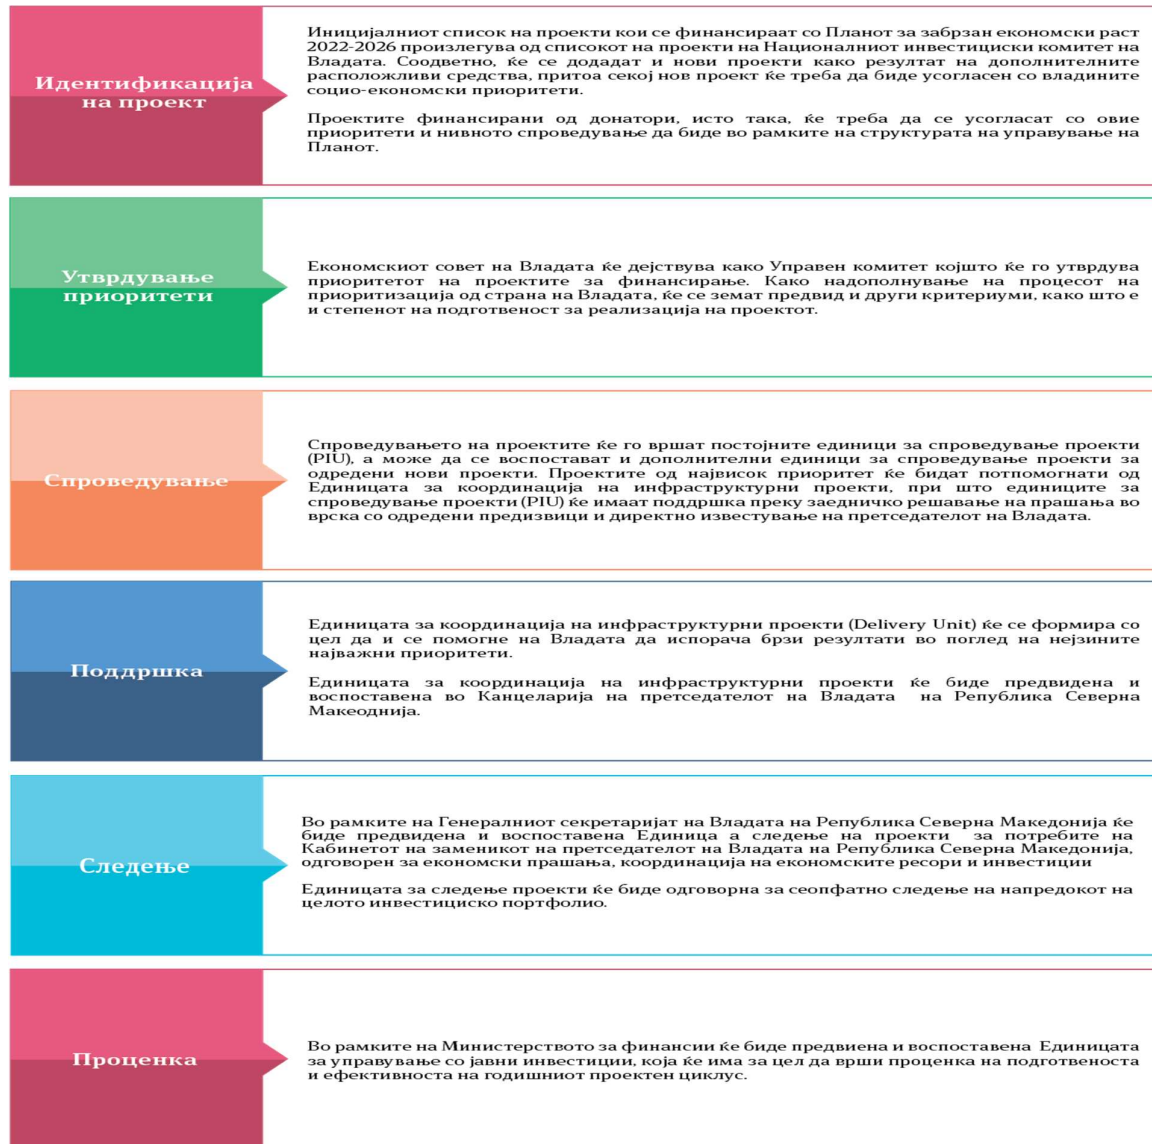 Идентификација
на проект
Иницијалниот список на проекти кои се финансираат со Планот за забрзан економски раст
2022-2026 произлегува од списокот на проекти на Националниот инвестициски комитет на
Владата. Соодветно, ќе се додадат и нови проекти како резултат на дополнителните
расположливи средства, притоа секој нов проект ќе треба да биде усогласен со владините
социо-економски приоритети.
Проектите финансирани од донатори, исто така, ќе треба да се усогласат со овие
приоритети и нивното спроведување да биде во рамките на структурата на управување на
Планот.
Утврдување
приоритети
Економскиот совет на Владата ќе дејствува како Управен комитет којшто ќе го утврдува
приоритетот на проектите за финансирање. Како надополнување на процесот на
приоритизација од страна на Владата, ќе се земат предвид и други критериуми, како што е
и степенот на подготвеност за реализација на проектот.
Спроведување
Спроведувањето на проектите ќе го вршат постојните единици за спроведување проекти
(PIU), а може да се воспостават и дополнителни единици за спроведување проекти за
одредени нови проекти. Проектите од највисок приоритет ќе бидат потпомогнати од
Единицата за координација на инфраструктурни проекти, при што единиците за
спроведување проекти (PIU) ќе имаат поддршка преку заедничко решавање на прашања во
врска со одредени предизвици и директно известување на претседателот на Владата.
Поддршка
Единицата за координација на инфраструктурни проекти (Delivery Unit) ќе се формира со
цел да и се помогне на Владата да испорача брзи резултати во поглед на нејзините
најважни приоритети.
Единицата за координација на инфраструктурни проекти ќе биде предвидена и
воспоставена во Канцеларија на претседателот на Владата на Република Северна
Макеоднија.
Следење
Во рамките на Генералниот секретаријат на Владата на Република Северна Македонија ќе
биде предвидена и воспоставена Единица а следење на проекти за потребите на
Кабинетот на заменикот на претседателот на Владата на Република Северна Македонија,
одговорен за економски прашања, координација на економските ресори и инвестиции
Единицата за следење проекти ќе биде одговорна за сеопфатно следење на напредокот на
целото инвестициско портфолио.
Проценка
Во рамките на Министерството за финансии ќе биде предвиена и воспоставена Единицата
за управување со јавни инвестиции, која ќе има за цел да врши проценка на подготвеноста
и ефективноста на годишниот проектен циклус.